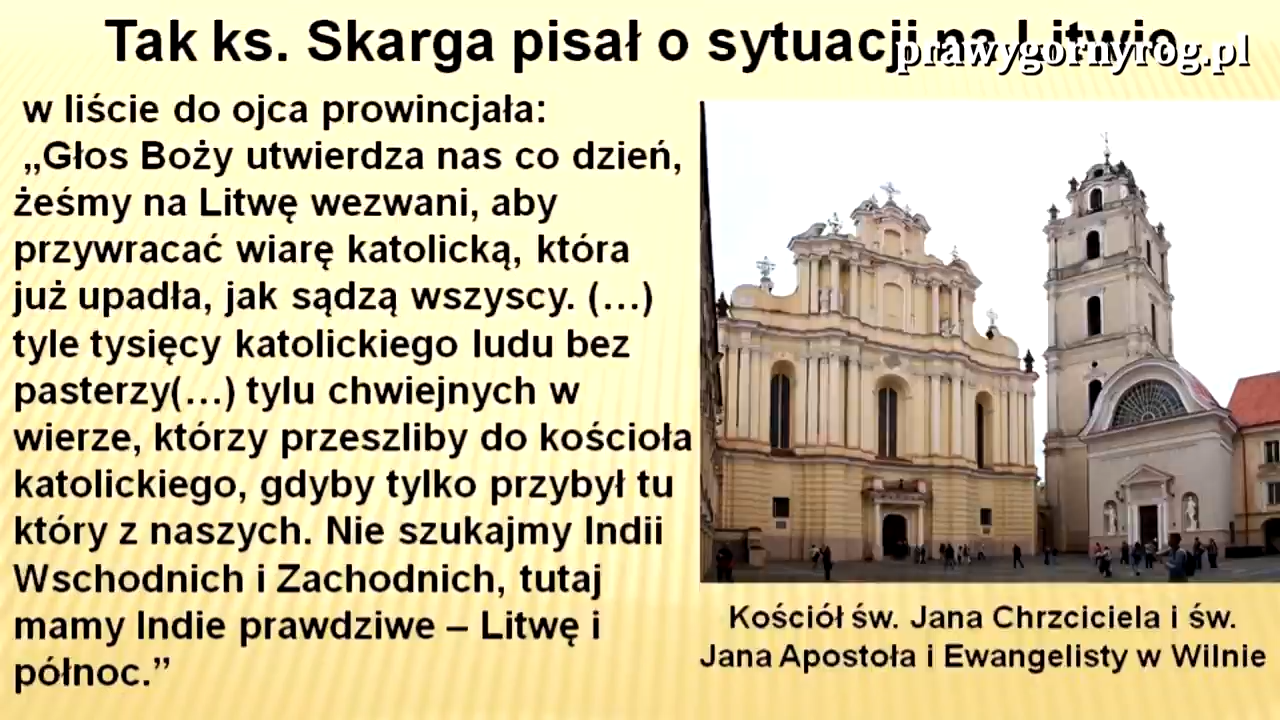 Tak ks. Skarga pisał o sytuacji na Litwie
prawygornyrog.pl
w liście do ojca prowincjała:
„Głos Boży utwierdza nas co dzień,
żeśmy na Litwę wezwani, aby
przywracać wiarę katolicką, która
już upadła, jak sądzą wszyscy. (...)
tyle tysięcy katolickiego ludu bez
pasterzy(...) tylu chwiejnych w
wierze, którzy przeszliby do kościoła
katolickiego, gdyby tylko przybył tu
który z naszych. Nie szukajmy Indii
Wschodnich i Zachodnich, tutaj
mamy Indie prawdziwe – Litwę i
północ.”
Kościół św. Jana Chrzciciela i św.
Jana Apostoła i Ewangelisty w Wilnie